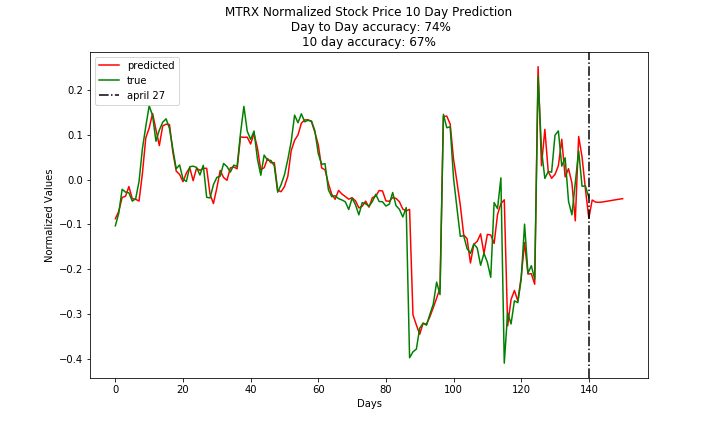 MTRX Normalized Stock Price 10 Day Prediction
Day to Day accuracy: 74%
10 day accuracy: 67%
predicted
true
april 27
0.2
0.1
0.0
−0.1
−0.2
−0.3
−0.4
Normalized Values
0 20 40 60 80 100 120 140
Days